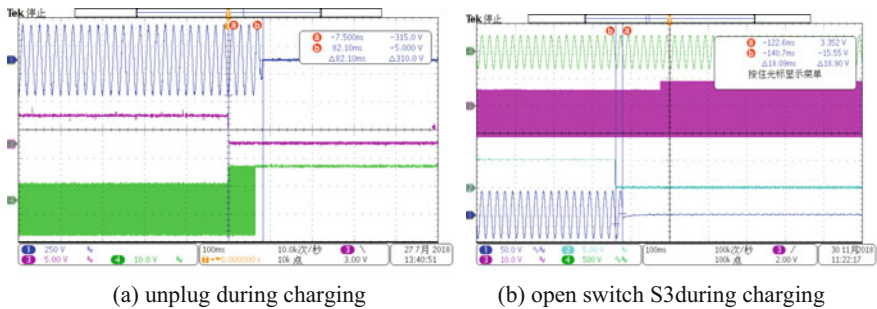 Tek 停止
a -7.500ms -315.0 V
b 82.10ms -5.000 V
Δ82.10ms Δ310.0 V
1 250 V
3 5.00 V 4 10.0 V
100ms
0.000000 s
10.0k次/秒
10k 点
3
3.00 V
27 7月 2018
13:40:51
(a) unplug during charging
Tek 停止
b a
a -122.6ms 3.352 V
b -140.7ms -15.55 V
Δ18.08ms Δ18.90 V
按住光标显示菜单
1 50.0 V 2 5.00 V
3 10.0 V 4 500 V
100ms
100k次/秒
100k 点
3
2.00 V
30 11月2018
11:22:17
(b) open switch S3during charging